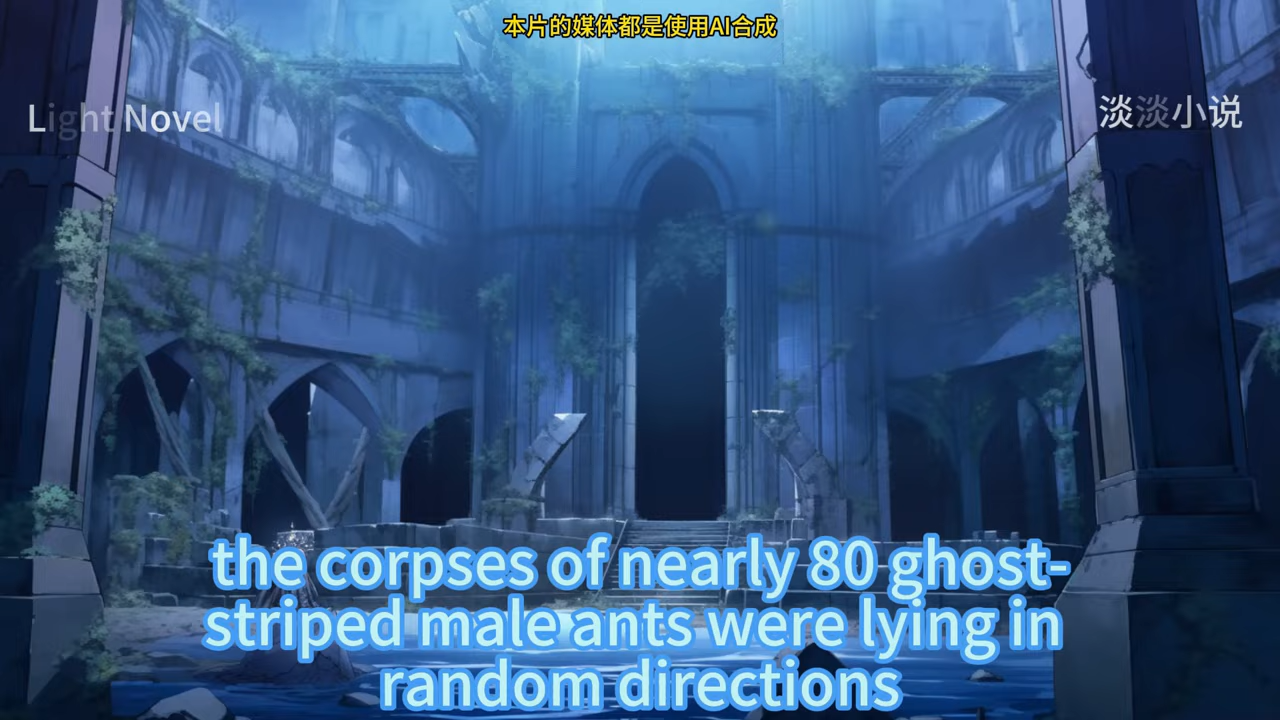 本片的媒体都是使用AI合成
Light Novel
淡淡小说
the corpses of nearly 80 ghost-
striped male ants were lying in
random directions